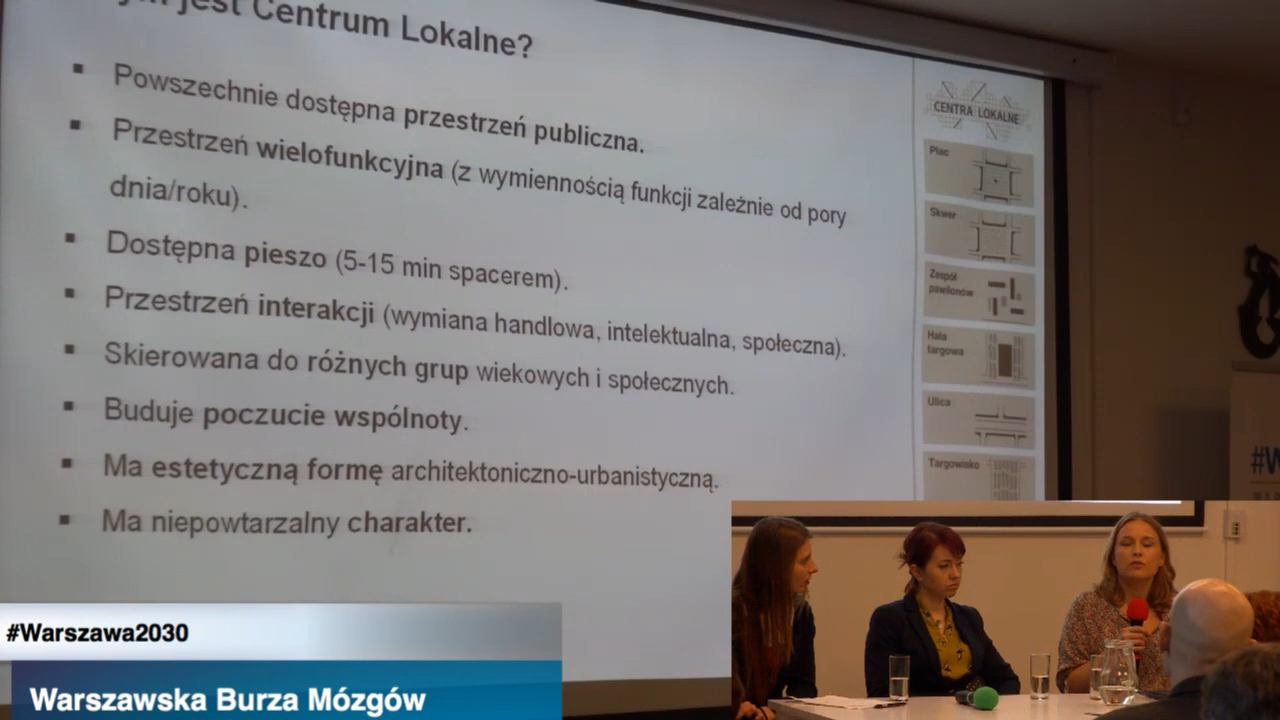 jest Centrum Lokalne?
Powszechnie dostępna przestrzeń publiczna.
Przestrzeń wielofunkcyjna (z wymiennością funkcji zależnie od pory
dnia/roku).
Dostępna pieszo (5-15 min spacerem).
Przestrzeń interakcji (wymiana handlowa, intelektualna, społeczna).
Skierowana do różnych grup wiekowych i społecznych.
Buduje poczucie wspólnoty.
Ma estetyczną formę architektoniczno-urbanistyczną.
Ma niepowtarzalny charakter.
CENTRA LOKALNE
Plac
Skwer
Zespół
pawilonów
Hala
targowa
Ulica
Targowisko
#W
#Warszawa2030
Warszawska Burza Mózgów